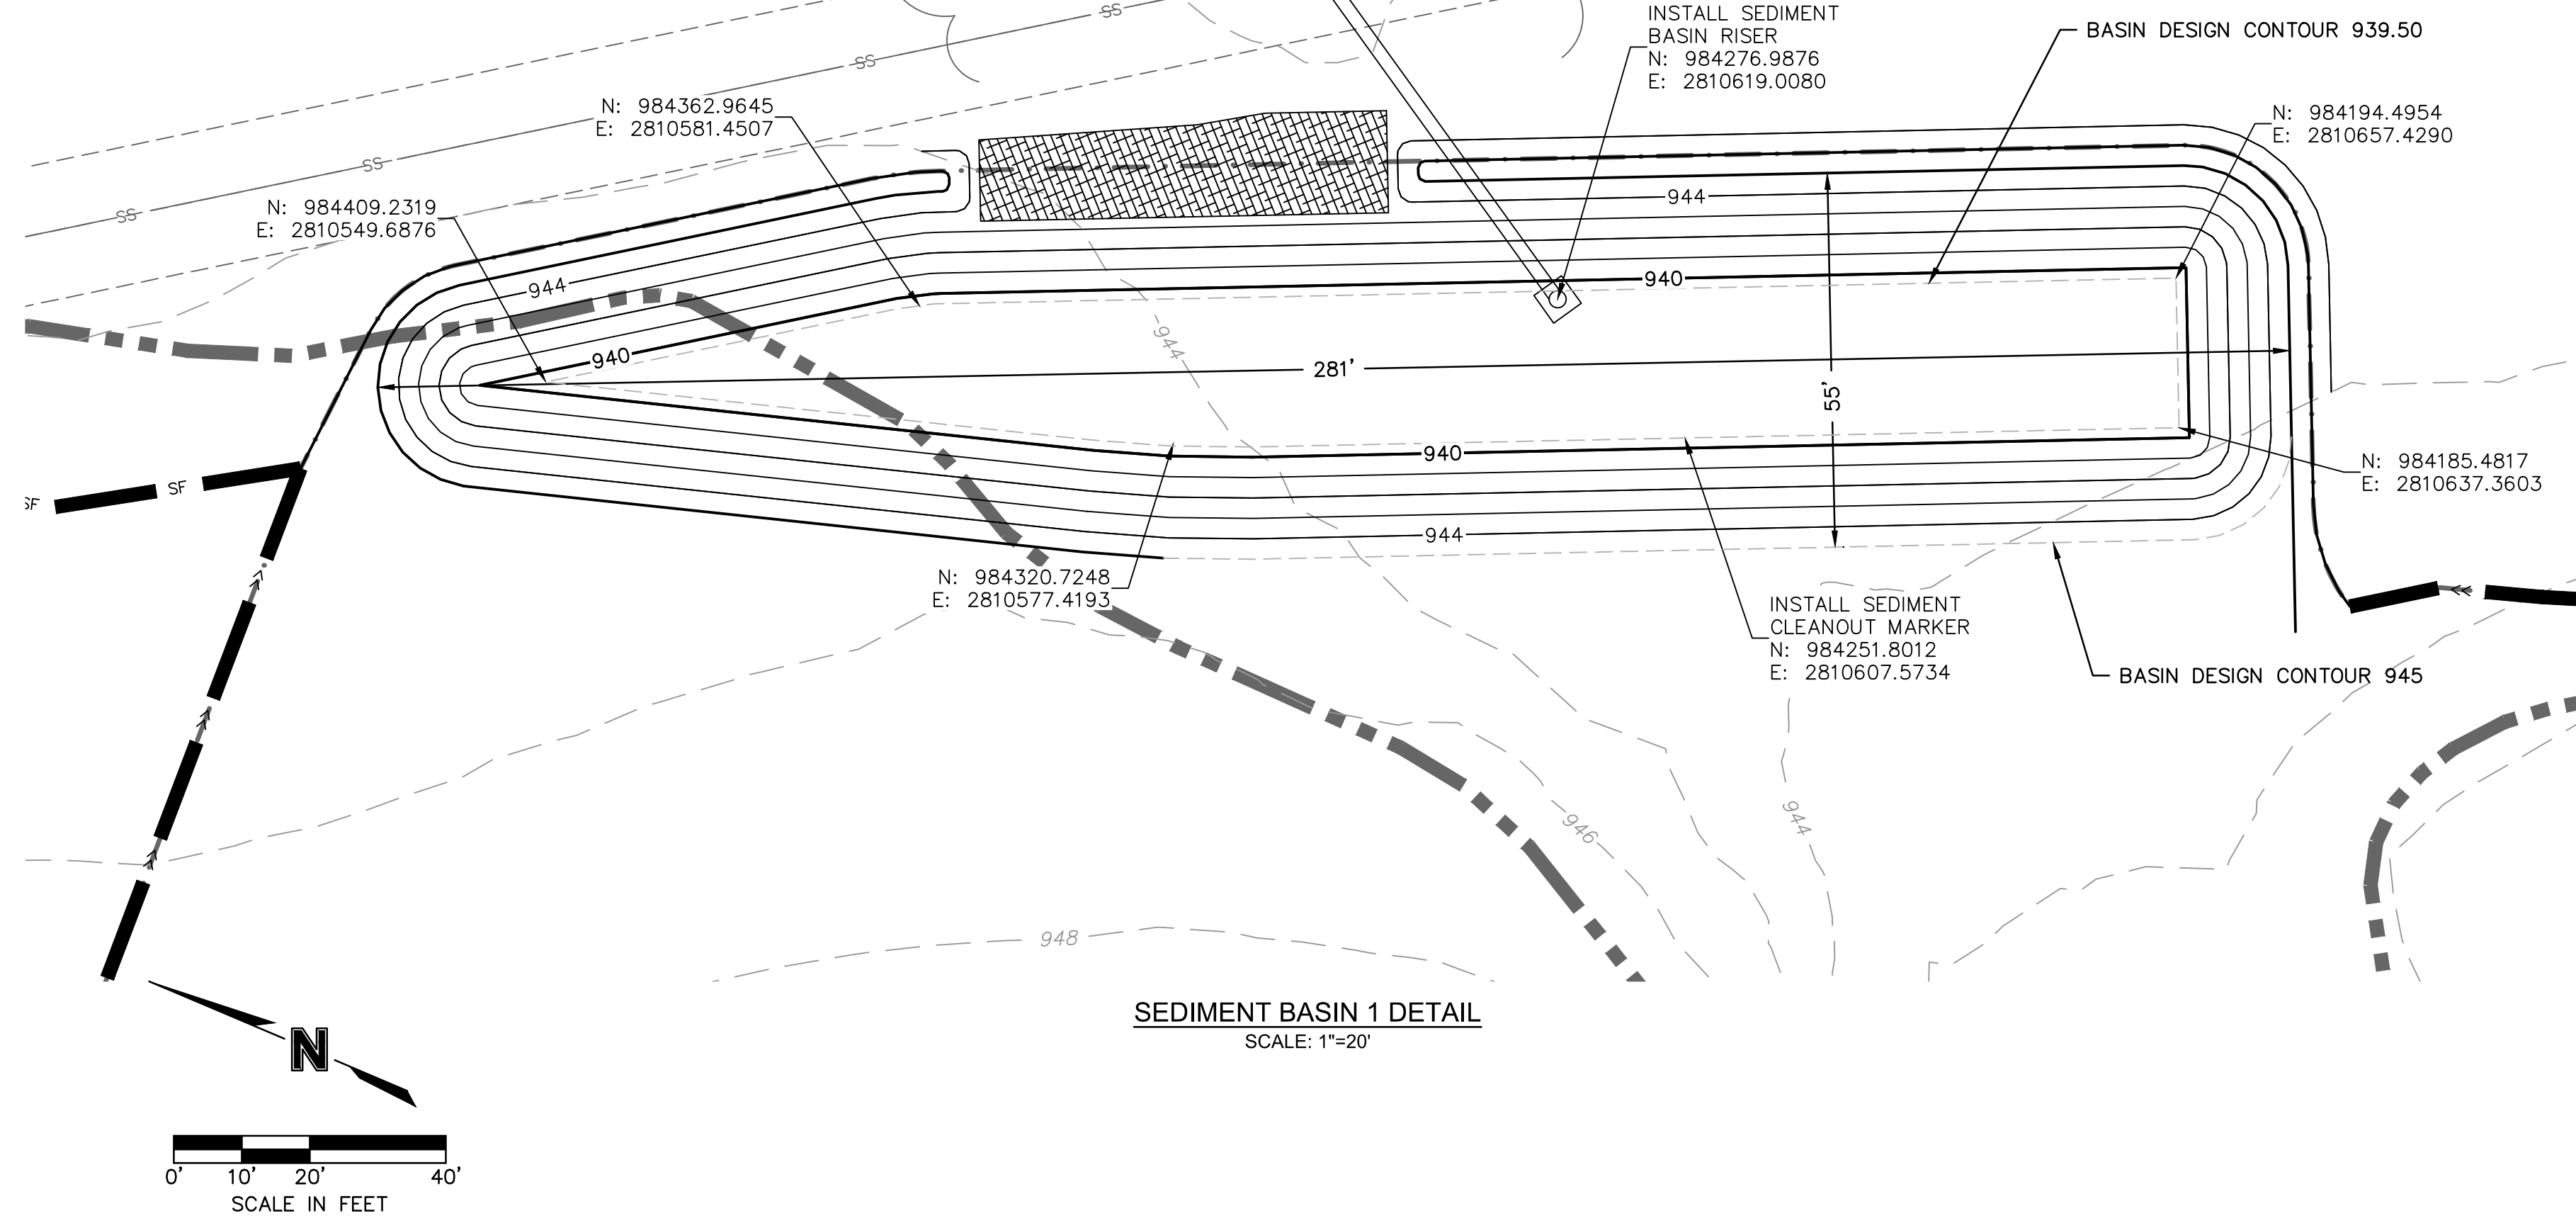 SS
INSTALL SEDIMENT
BASIN RISER
N: 984276.9876
E: 2810619.0080
BASIN DESIGN CONTOUR 939.50
SS
N: 984362.9645
E: 2810581.4507
N: 984194.4954
E: 2810657.4290
SS
944
N: 984409.2319
E: 2810549.6876
SS
940
944
944
940
281'
55'
940
N: 984185.4817
E: 2810637.3603
SF
SF
944
N: 984320.7248
E: 2810577.4193
INSTALL SEDIMENT
CLEANOUT MARKER
N: 984251.8012
E: 2810607.5734
BASIN DESIGN CONTOUR 945
946
944
948
SEDIMENT BASIN 1 DETAIL
SCALE: 1"=20'
N
0' 10' 20' 40'
SCALE IN FEET